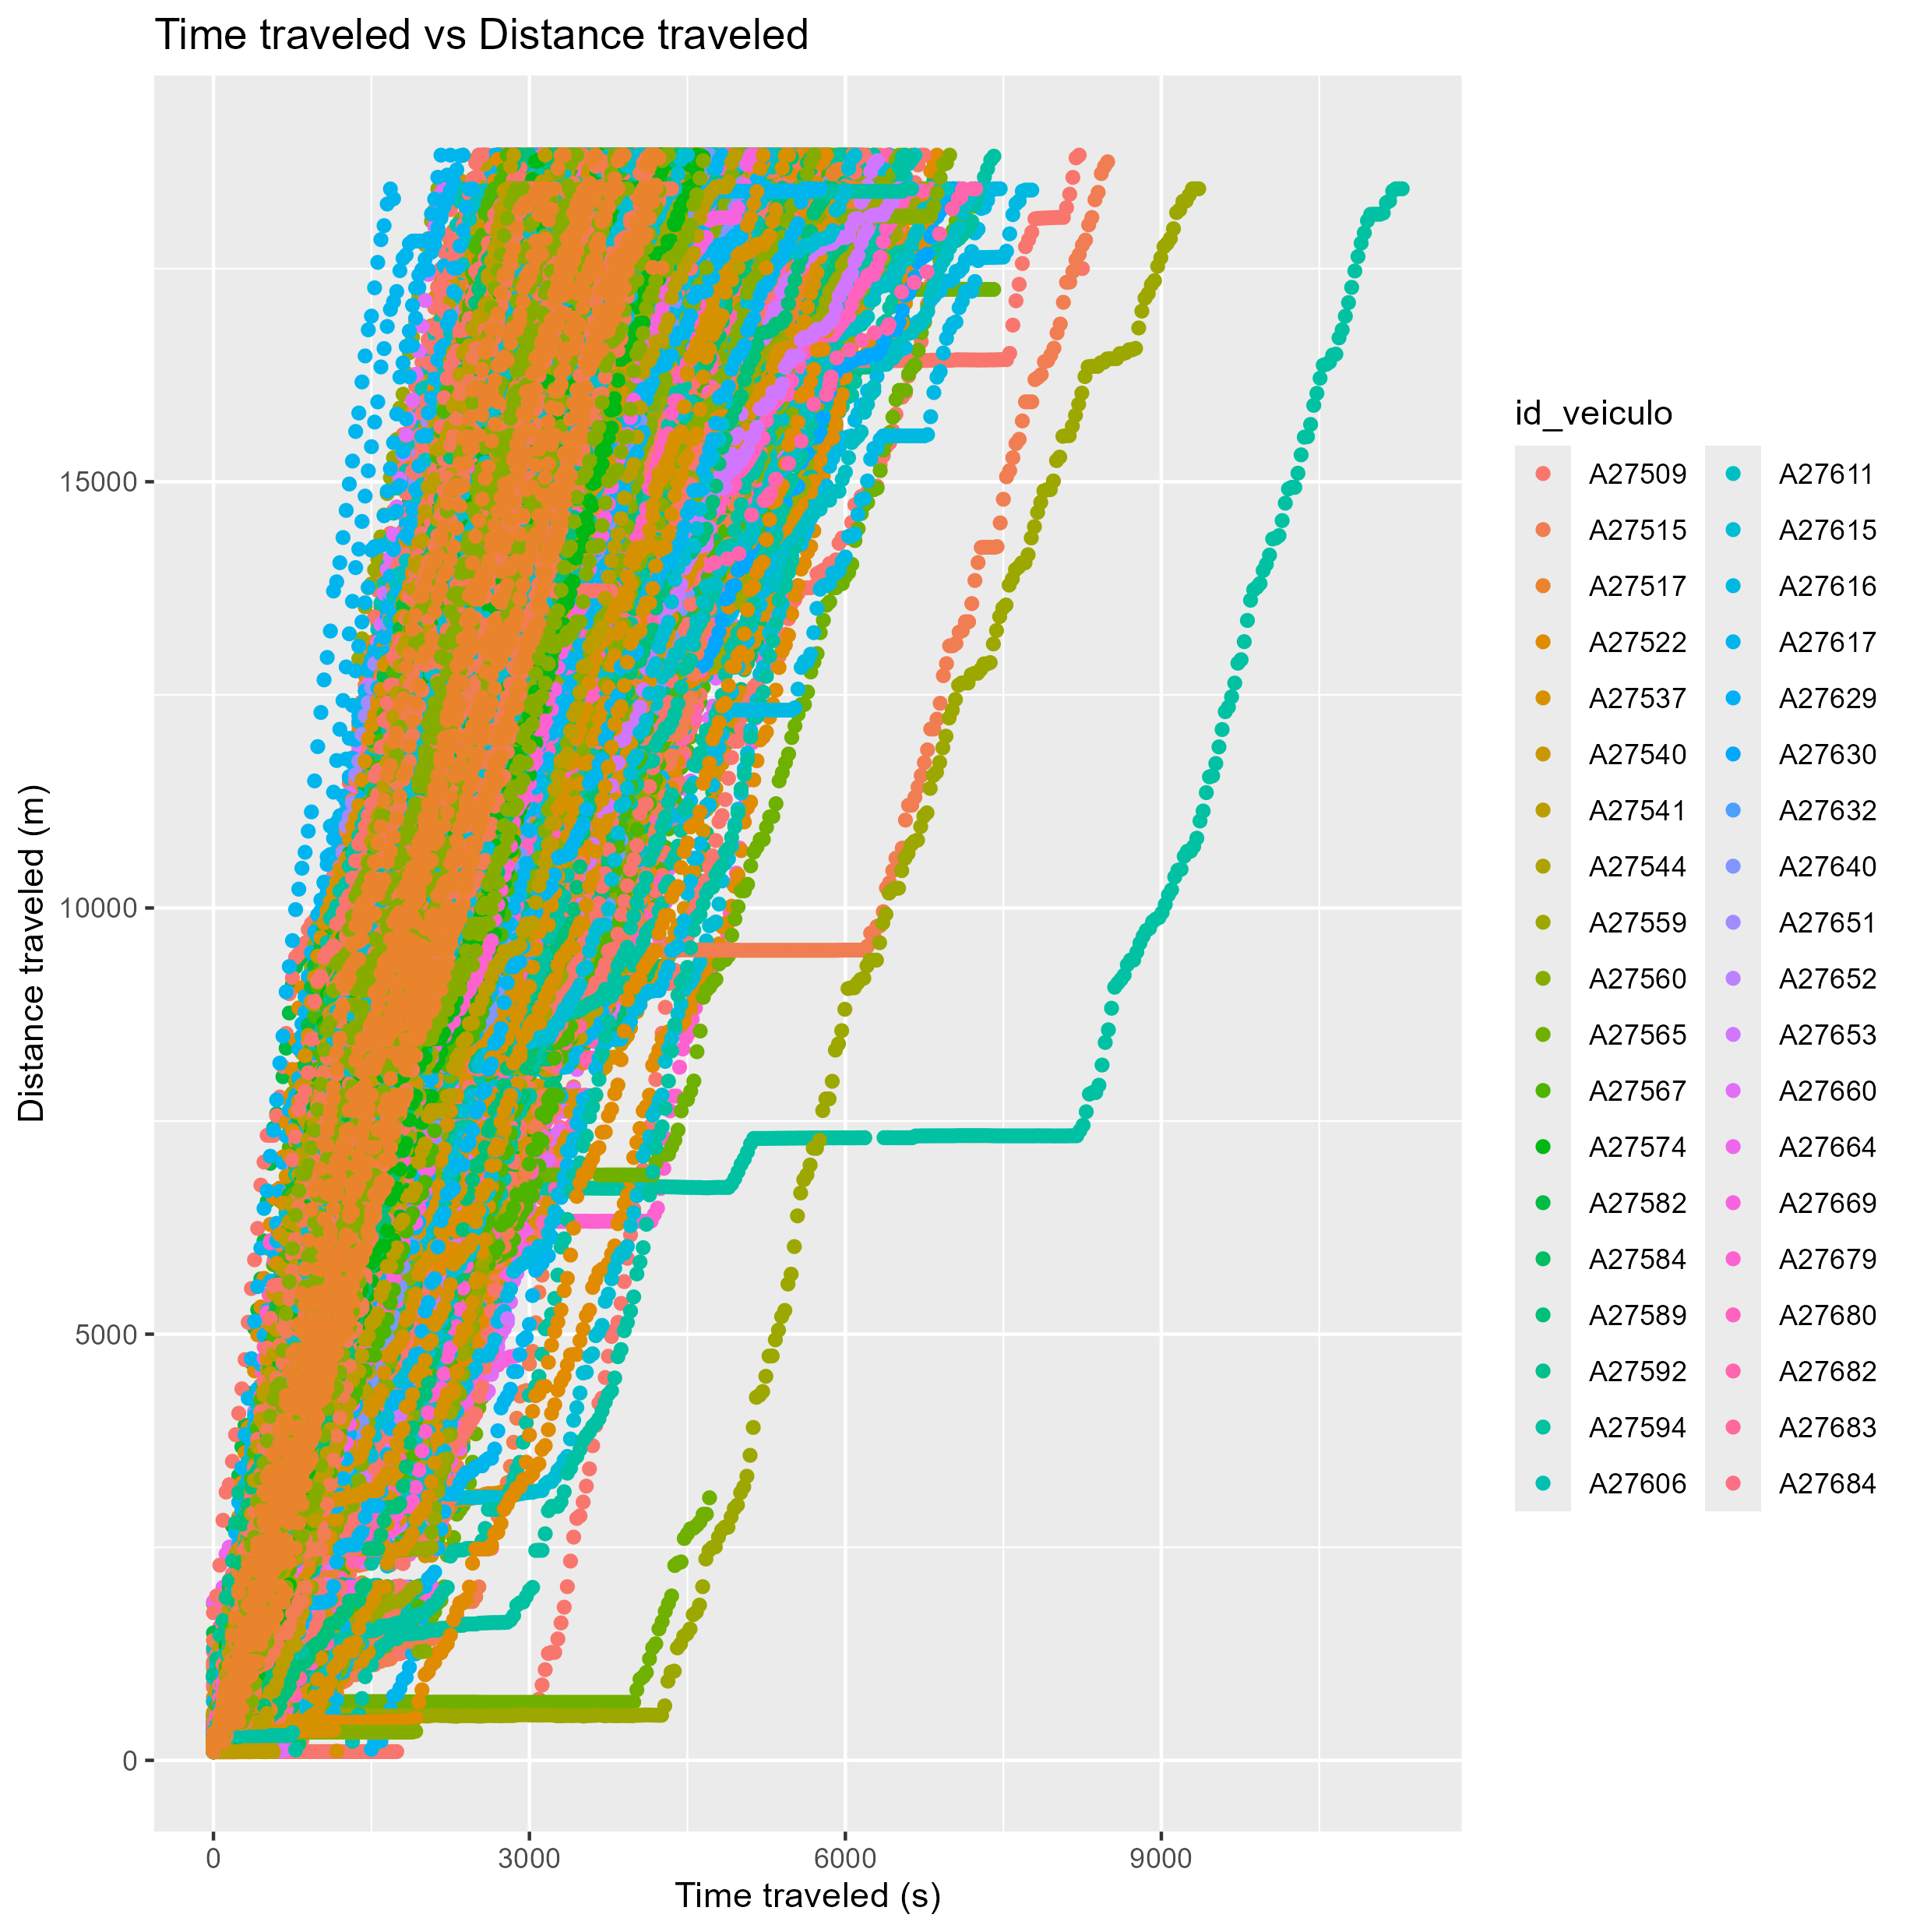 Time traveled vs Distance traveled
Distance traveled (m)
15000
10000
5000
0
0 3000 6000 9000
Time traveled (s)
id_veiculo
A27509 A27611
A27515 A27615
A27517 A27616
A27522 A27617
A27537 A27629
A27540 A27630
A27541 A27632
A27544 A27640
A27559 A27651
A27560 A27652
A27565 A27653
A27567 A27660
A27574 A27664
A27582 A27669
A27584 A27679
A27589 A27680
A27592 A27682
A27594 A27683
A27606 A27684